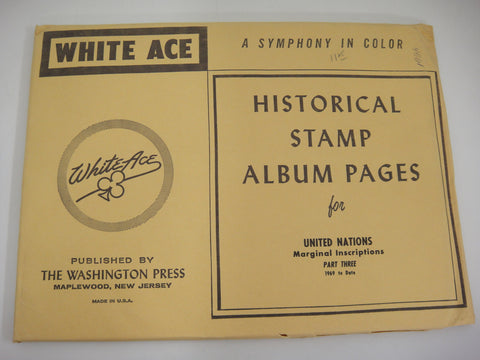 WHITE ACE
A SYMPHONY IN COLOR
HISTORICAL
STAMP
ALBUM PAGES
for
UNITED NATIONS
Marginal Inscriptions
PART THREE
1969 to Date
White Ace
PUBLISHED BY
THE WASHINGTON PRESS
MAPLEWOOD, NEW JERSEY
MADE IN U.S.A.